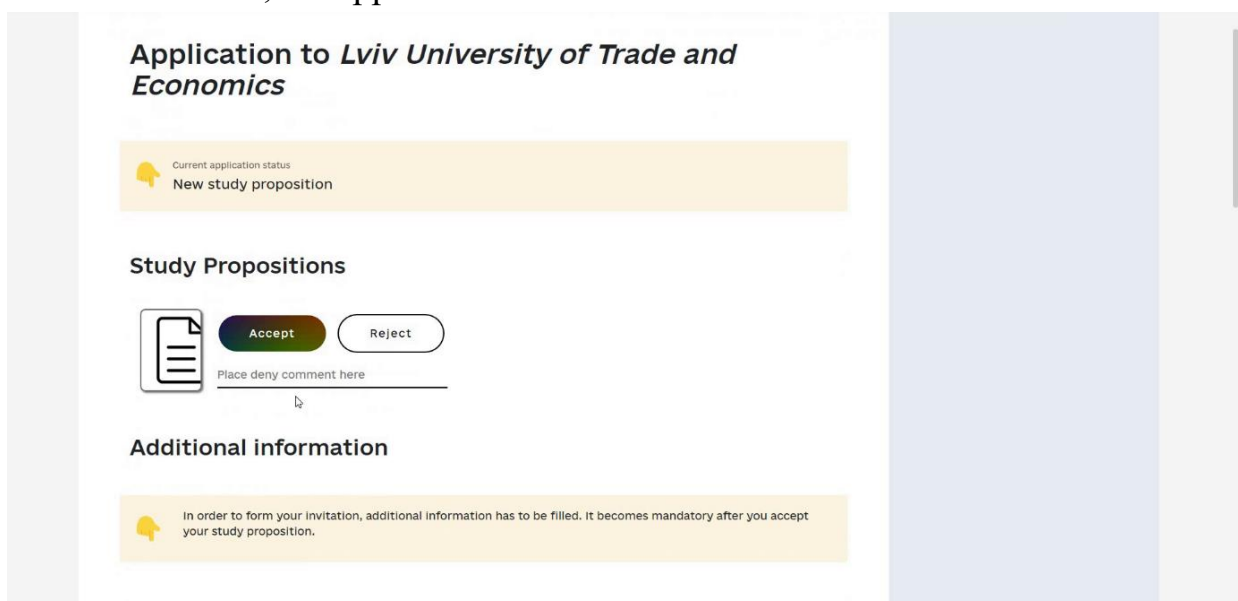 Application to Lviv University of Trade and
Economics
Current application status
New study proposition
Study Propositions
Accept
Reject
Place deny comment here
Additional information
In order to form your invitation, additional information has to be filled. It becomes mandatory after you accept
your study proposition.